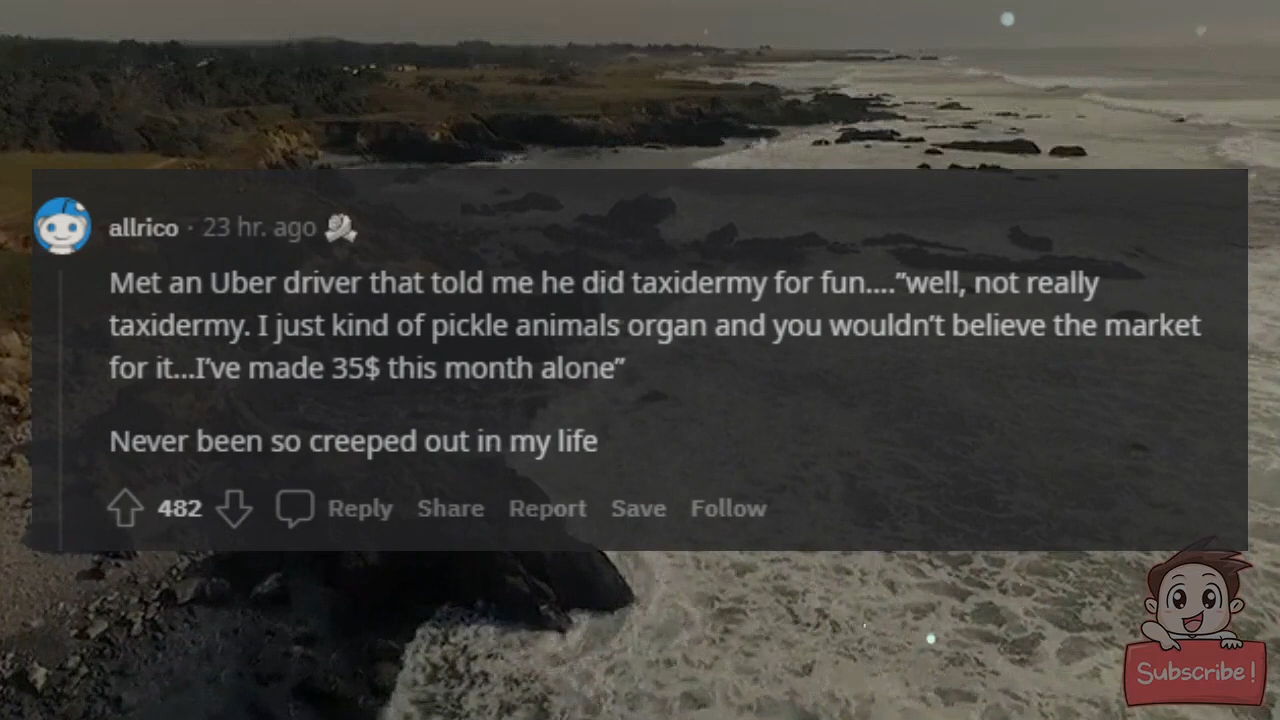 allrico · 23 hr. ago
Met an Uber driver that told me he did taxidermy for fun...."well, not really
taxidermy. I just kind of pickle animals organ and you wouldn't believe the market
for it...I've made 35$ this month alone”
Never been so creeped out in my life
482 Reply Share Report Save Follow
Subscribe!